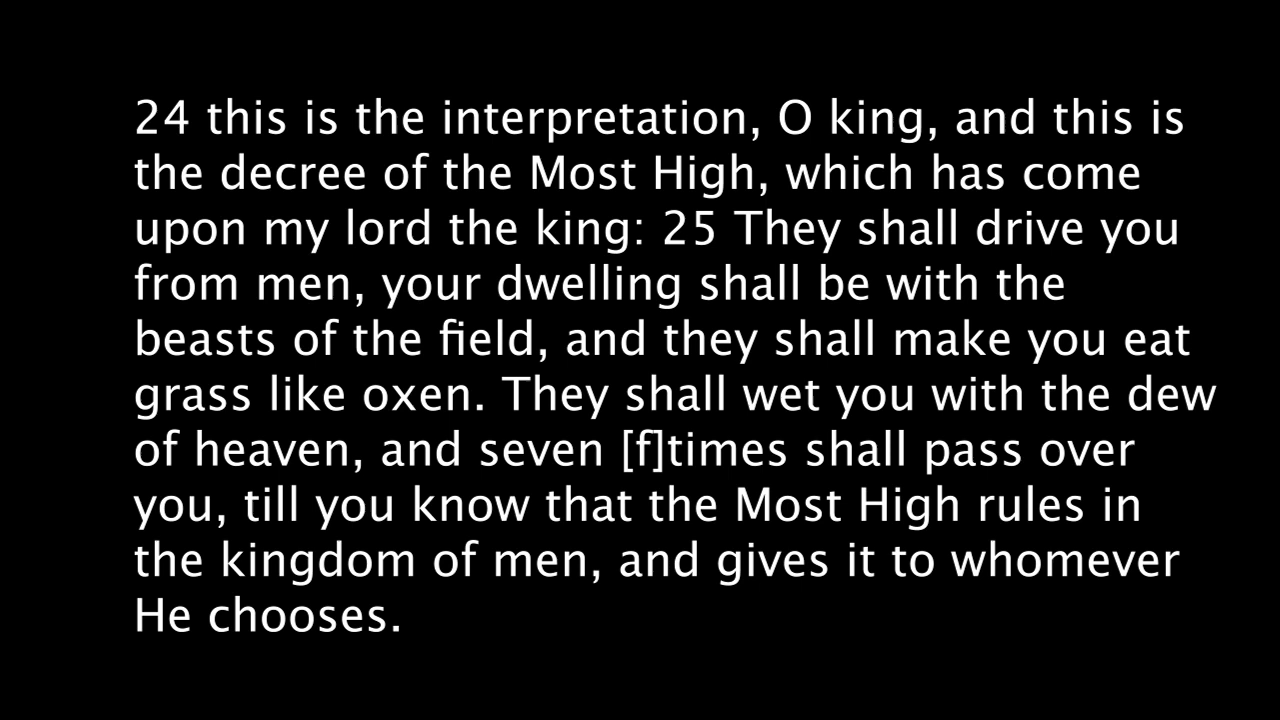 24 this is the interpretation, O king, and this is
the decree of the Most High, which has come
upon my lord the king: 25 They shall drive you
from men, your dwelling shall be with the
beasts of the field, and they shall make you eat
grass like oxen. They shall wet you with the dew
of heaven, and seven [f]times shall pass over
you, till you know that the Most High rules in
the kingdom of men, and gives it to whomever
He chooses.